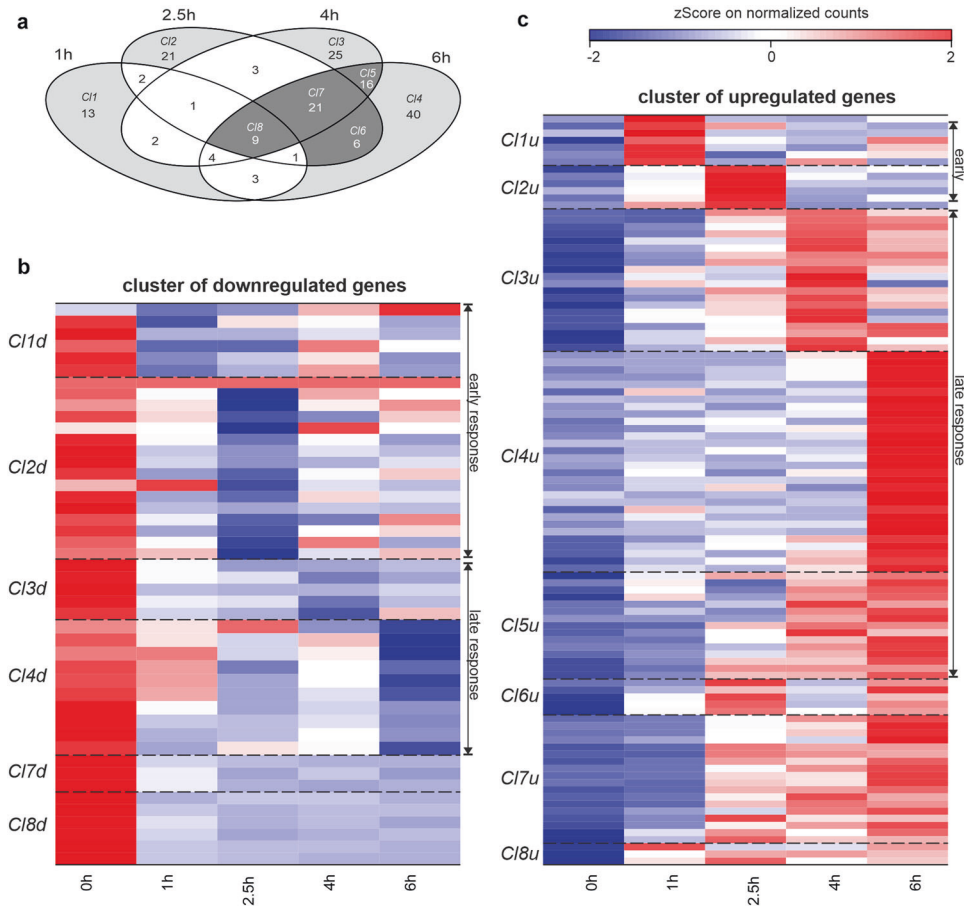 a
1h
2.5h
4h
6h
Cl2
21
Cl3
25
2
3
Cl5
16
Cl1
13
1
Cl7
21
Cl4
40
2
Cl8
9
Cl6
6
4
1
3
b
cluster of downregulated genes
Cl1d
Cl2d
Cl3d
Cl4d
Cl7d
Cl8d
early response
late response
0h
1h
2.5h
4h
6h
c
zScore on normalized counts
-2
0
2
cluster of upregulated genes
Cl1u
Cl2u
Cl3u
Cl4u
Cl5u
Cl6u
Cl7u
Cl8u
early
late response
0h
1h
2.5h
4h
6h